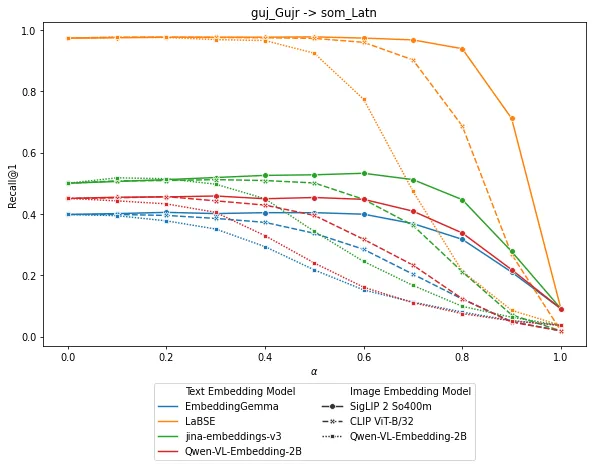 guj_Gujr -> som_Latn
Recall@1
1.0
0.8
0.6
0.4
0.2
0.0
0.0 0.2 0.4 0.6 0.8 1.0
α
Text Embedding Model
EmbeddingGemma
LaBSE
jina-embeddings-v3
Qwen-VL-Embedding-2B
Image Embedding Model
SigLIP 2 So400m
CLIP ViT-B/32
Qwen-VL-Embedding-2B